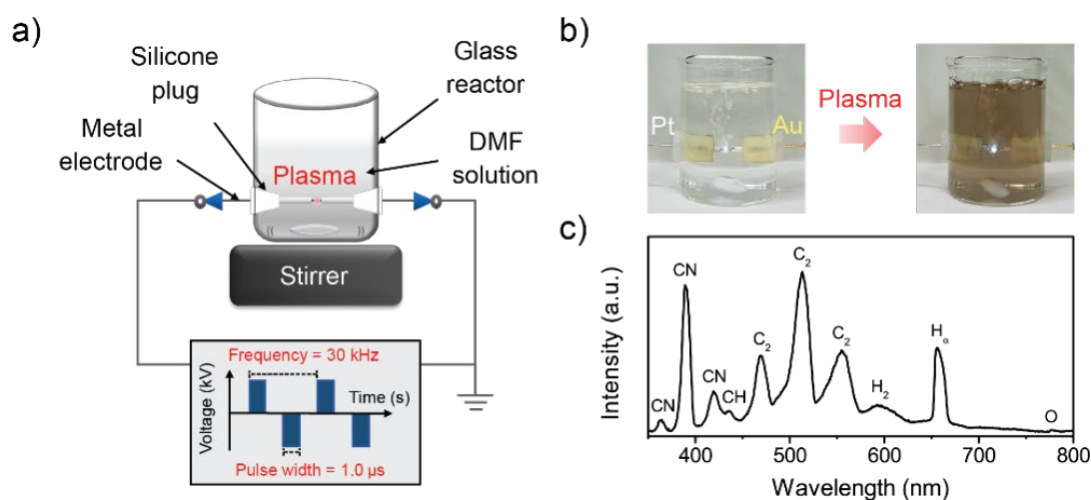 a)
Silicone
plug
Glass
reactor
Metal
electrode
DMF
solution
Plasma
Stirrer
Frequency = 30 kHz
Voltage (kV)
Time (s)
Pulse width = 1.0 µs
b)
Pt
Au
Plasma
c)
Intensity (a.u.)
CN
CN
CN
CH
C₂
C₂
C₂
H₂
Hα
O
400
500
600
700
800
Wavelength (nm)